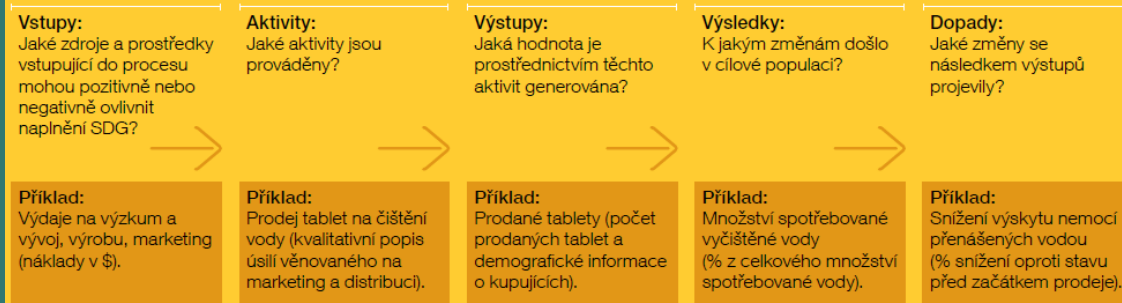 Vstupy:
Jaké zdroje a prostředky
vstupující do procesu
mohou pozitivně nebo
negativně ovlivnit
naplnění SDG?
Aktivity:
Jaké aktivity jsou
prováděny?
Výstupy:
Jaká hodnota je
prostřednictvím těchto
aktivit generována?
Výsledky:
K jakým změnám došlo
v cílové populaci?
Dopady:
Jaké změny se
následkem výstupů
projevily?
Příklad:
Výdaje na výzkum a
vývoj, výrobu, marketing
(náklady v $).
Příklad:
Prodej tablet na čištění
vody (kvalitativní popis
úsilí věnovaného na
marketing a distribuci).
Příklad:
Prodané tablety (počet
prodaných tablet a
demografické informace
o kupujících).
Příklad:
Množství spotřebované
vyčištěné vody
(% z celkového množství
spotřebované vody).
Příklad:
Snížení výskytu nemocí
přenášených vodou
(% snížení oproti stavu
před začátkem prodeje).